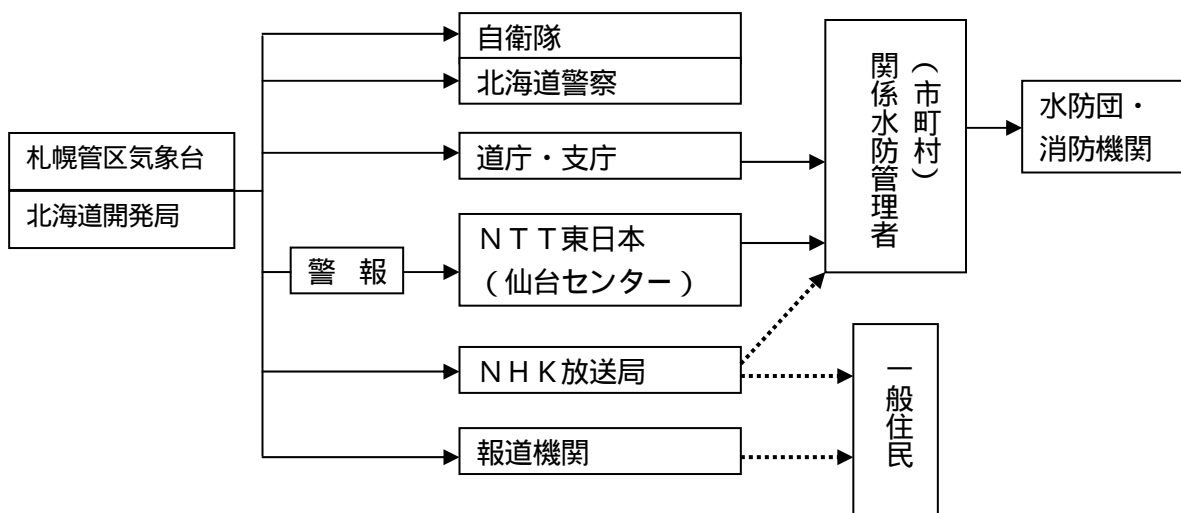 札幌管区気象台
北海道開発局
自衛隊
北海道警察
道庁・支庁
警 報
ＮＴＴ東日本
（仙台センター）
ＮＨＫ放送局
報道機関
（市町村）
関係水防管理者
一般住民
水防団・
消防機関